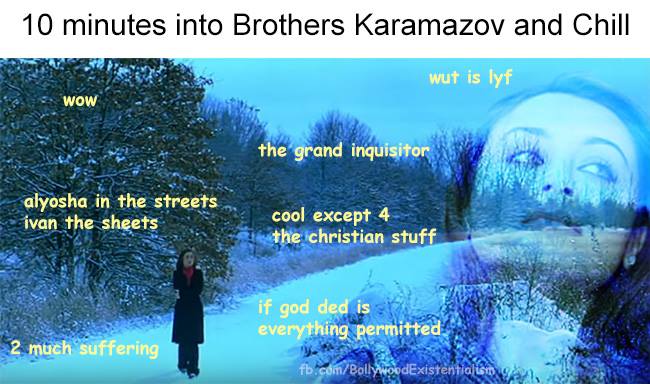 10 minutes into Brothers Karamazov and Chill
wut is lyf
wow
the grand inquisitor
alyosha in the streets
ivan the sheets
cool except 4
the christian stuff
if god ded is
everything permitted
2 much suffering
fb.com/BollywoodExistentialism